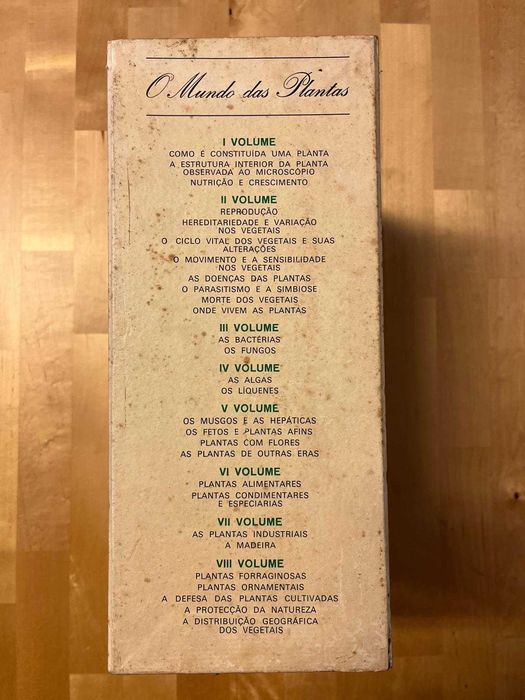 O Mundo das Plantas
I VOLUME
COMO É CONSTITUÍDA UMA PLANTA
A ESTRUTURA INTERIOR DA PLANTA
OBSERVADA AO MICROSCÓPIO
NUTRIÇÃO E CRESCIMENTO
II VOLUME
REPRODUÇÃO
HEREDITARIEDADE E VARIAÇÃO
NOS VEGETAIS
O CICLO VITAL DOS VEGETAIS E SUAS
ALTERAÇÕES
O MOVIMENTO E A SENSIBILIDADE
NOS VEGETAIS
AS DOENÇAS DAS PLANTAS
O PARASITISMO E A SIMBIOSE
MORTE DOS VEGETAIS
ONDE VIVEM AS PLANTAS
III VOLUME
AS BACTÉRIAS
OS FUNGOS
IV VOLUME
AS ALGAS
OS LÍQUENES
V VOLUME
OS MUSGOS E AS HEPÁTICAS
OS FETOS E PLANTAS AFINS
PLANTAS COM FLORES
AS PLANTAS DE OUTRAS ERAS
VI VOLUME
PLANTAS ALIMENTARES
PLANTAS CONDIMENTARES
E ESPECIARIAS
VII VOLUME
AS PLANTAS INDUSTRIAIS
A MADEIRA
VIII VOLUME
PLANTAS FORRAGINOSAS
PLANTAS ORNAMENTAIS
A DEFESA DAS PLANTAS CULTIVADAS
A PROTECÇÃO DA NATUREZA
A DISTRIBUIÇÃO GEOGRÁFICA
DOS VEGETAIS